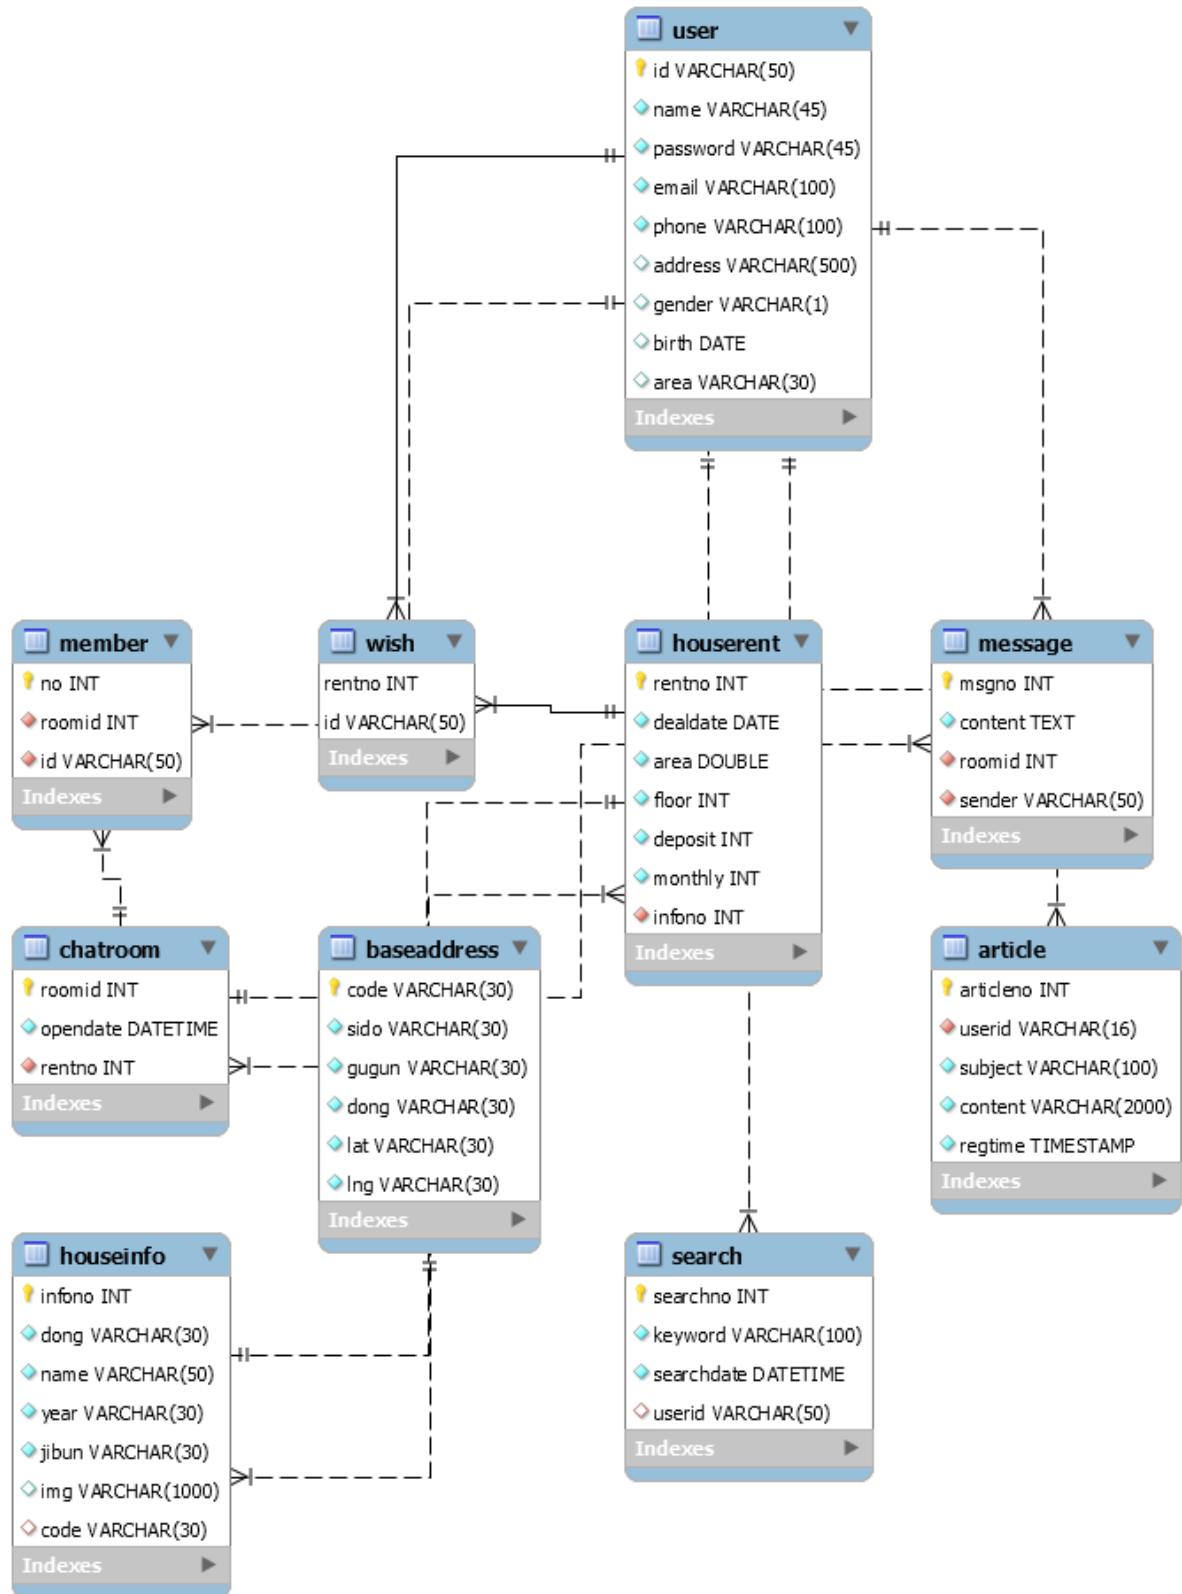 user
id VARCHAR(50)
name VARCHAR(45)
password VARCHAR(45)
email VARCHAR(100)
phone VARCHAR(100)
address VARCHAR(500)
gender VARCHAR(1)
birth DATE
area VARCHAR(30)
Indexes
member
no INT
roomid INT
id VARCHAR(50)
Indexes
wish
rentno INT
id VARCHAR(50)
Indexes
houserent
rentno INT
dealdate DATE
area DOUBLE
floor INT
deposit INT
monthly INT
infono INT
Indexes
message
msgno INT
content TEXT
roomid INT
sender VARCHAR(50)
Indexes
chatroom
roomid INT
opendate DATETIME
rentno INT
Indexes
baseaddress
code VARCHAR(30)
sido VARCHAR(30)
gugun VARCHAR(30)
dong VARCHAR(30)
lat VARCHAR(30)
lng VARCHAR(30)
Indexes
article
articleno INT
userid VARCHAR(16)
subject VARCHAR(100)
content VARCHAR(2000)
regtime TIMESTAMP
Indexes
houseinfo
infono INT
dong VARCHAR(30)
name VARCHAR(50)
year VARCHAR(30)
jibun VARCHAR(30)
img VARCHAR(1000)
code VARCHAR(30)
Indexes
search
searchno INT
keyword VARCHAR(100)
searchdate DATETIME
userid VARCHAR(50)
Indexes